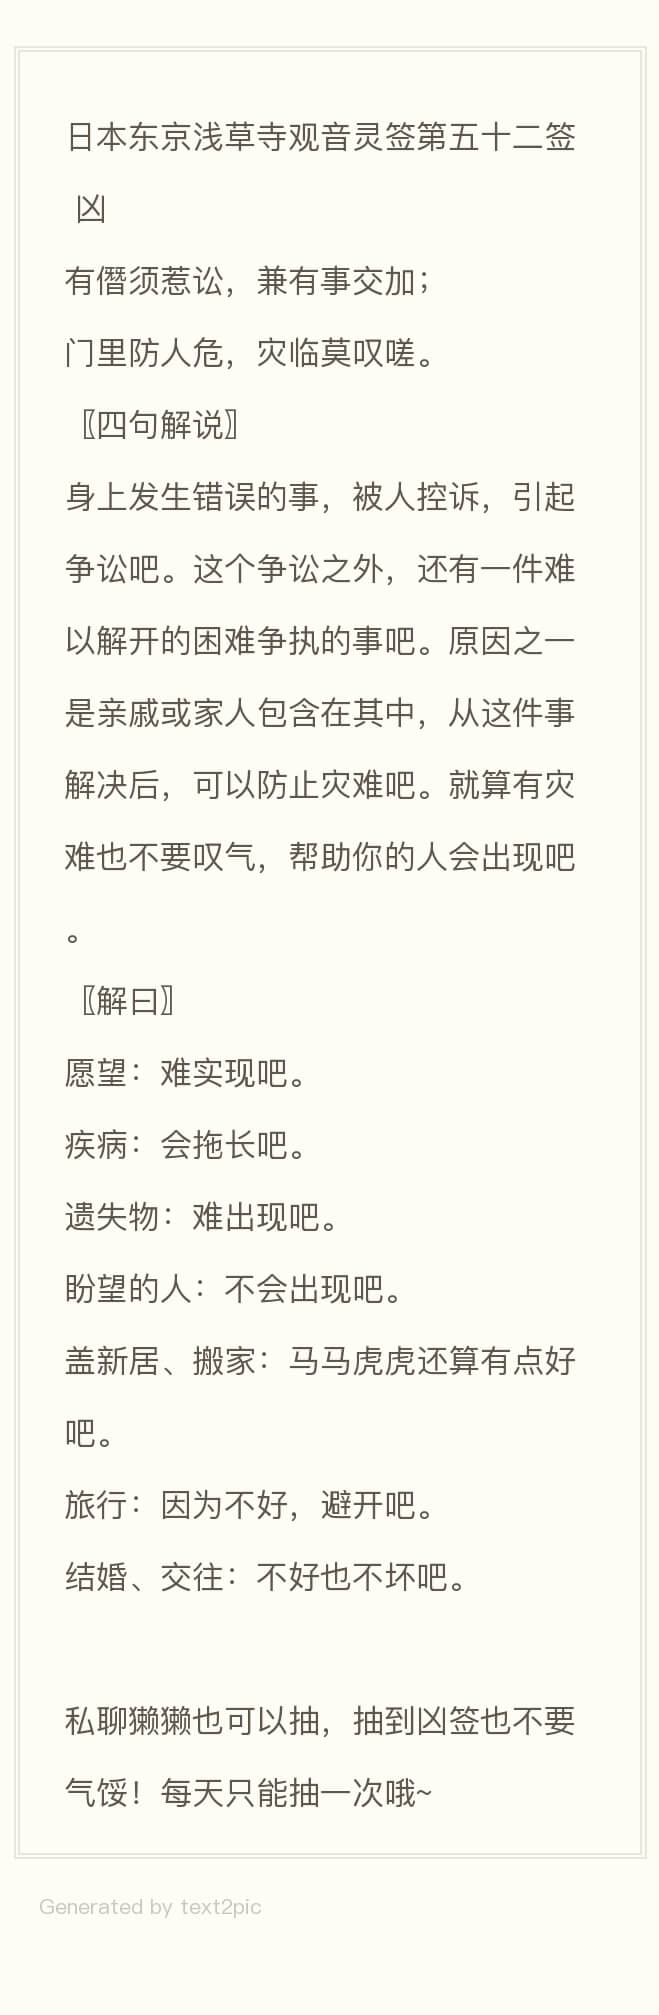 日本东京浅草寺观音灵签第五十二签
凶
有僭须惹讼，兼有事交加；
门里防人危，灾临莫叹嗟。
〖四句解说〗
身上发生错误的事，被人控诉，引起
争讼吧。这个争讼之外，还有一件难
以解开的困难争执的事吧。原因之一
是亲戚或家人包含在其中，从这件事
解决后，可以防止灾难吧。就算有灾
难也不要叹气，帮助你的人会出现吧
。
〖解曰〗
愿望：难实现吧。
疾病：会拖长吧。
遗失物：难出现吧。
盼望的人：不会出现吧。
盖新居、搬家：马马虎虎还算有点好
吧。
旅行：因为不好，避开吧。
结婚、交往：不好也不坏吧。
私聊獭獭也可以抽，抽到凶签也不要
气馁！每天只能抽一次哦~
Generated by text2pic